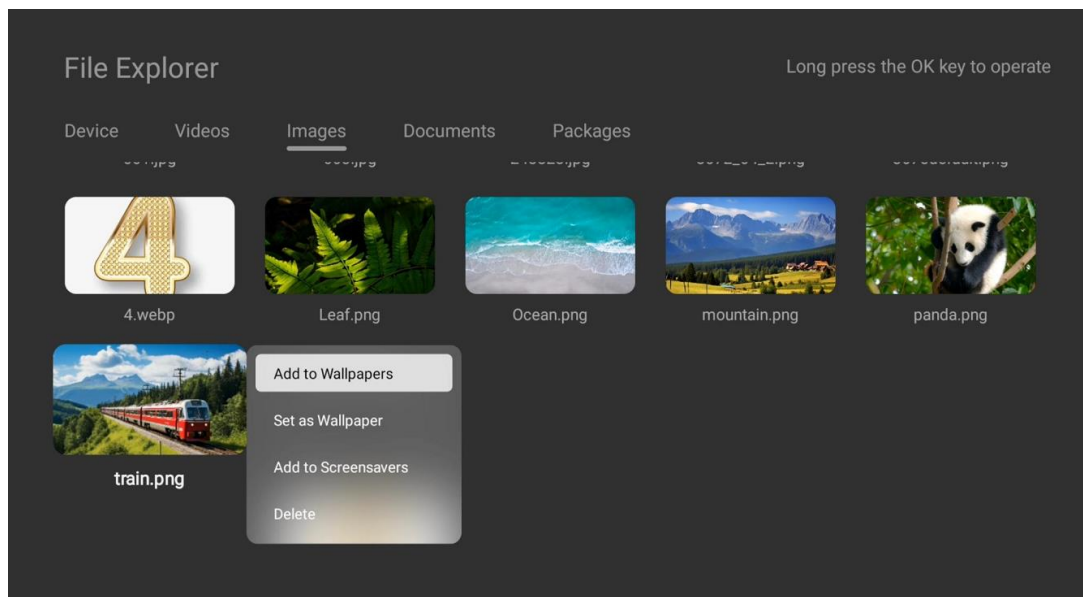 File Explorer
Long press the OK key to operate
Device Videos Images Documents Packages
4.webp Leaf.png Ocean.png mountain.png panda.png
train.png
Add to Wallpapers
Set as Wallpaper
Add to Screensavers
Delete